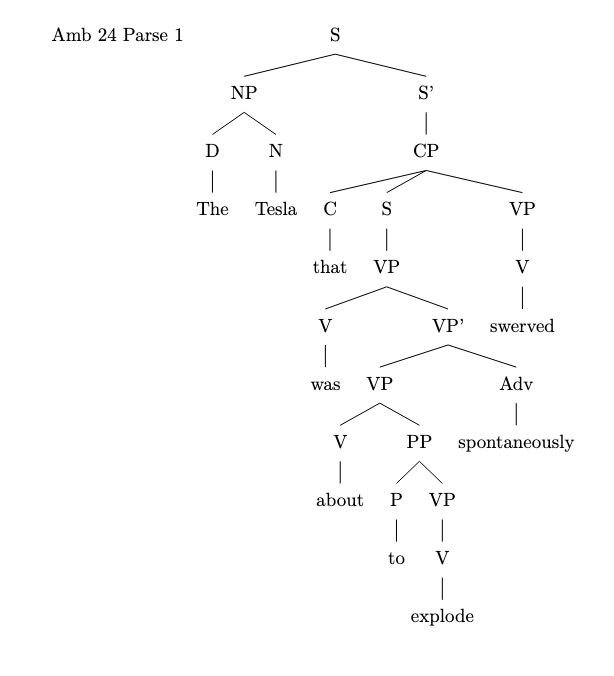 Amb 24 Parse 1 S
NP S'
D N CP
The Tesla C S VP
that VP V
V VP' swerved
was VP Adv
V PP spontaneously
about P VP
to V
explode